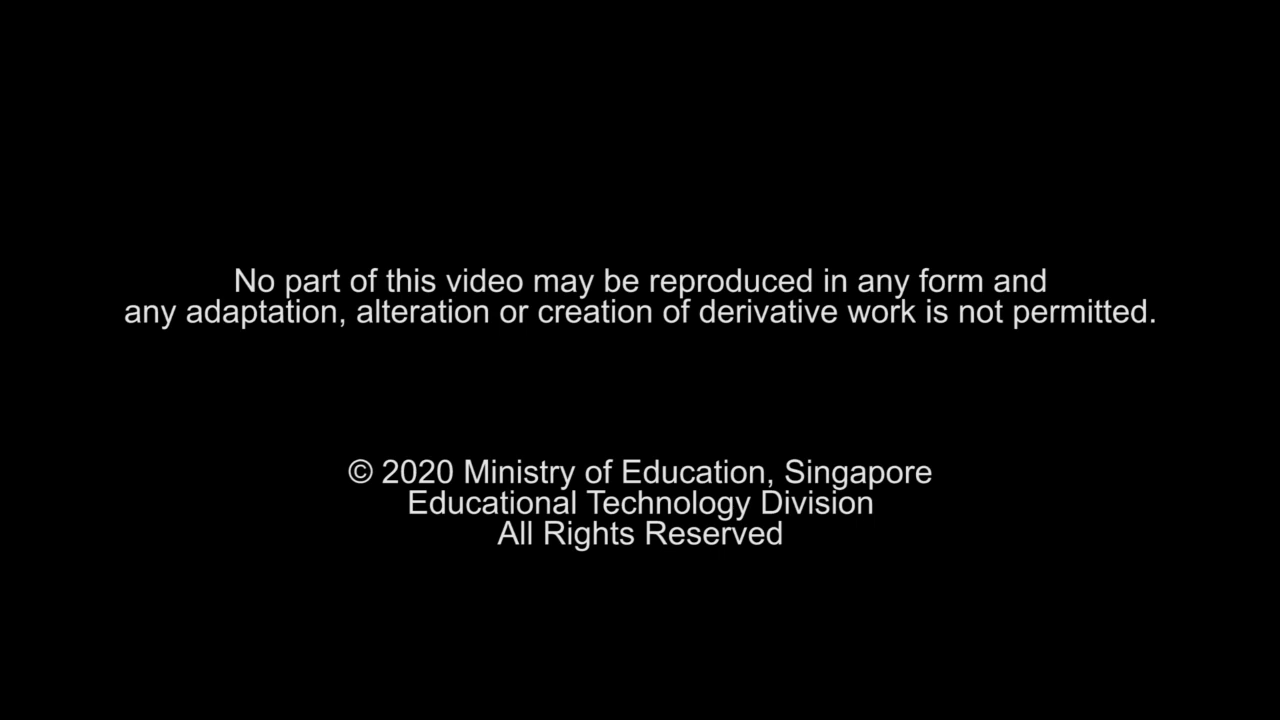 No part of this video may be reproduced in any form and
any adaptation, alteration or creation of derivative work is not permitted.
© 2020 Ministry of Education, Singapore
Educational Technology Division
All Rights Reserved